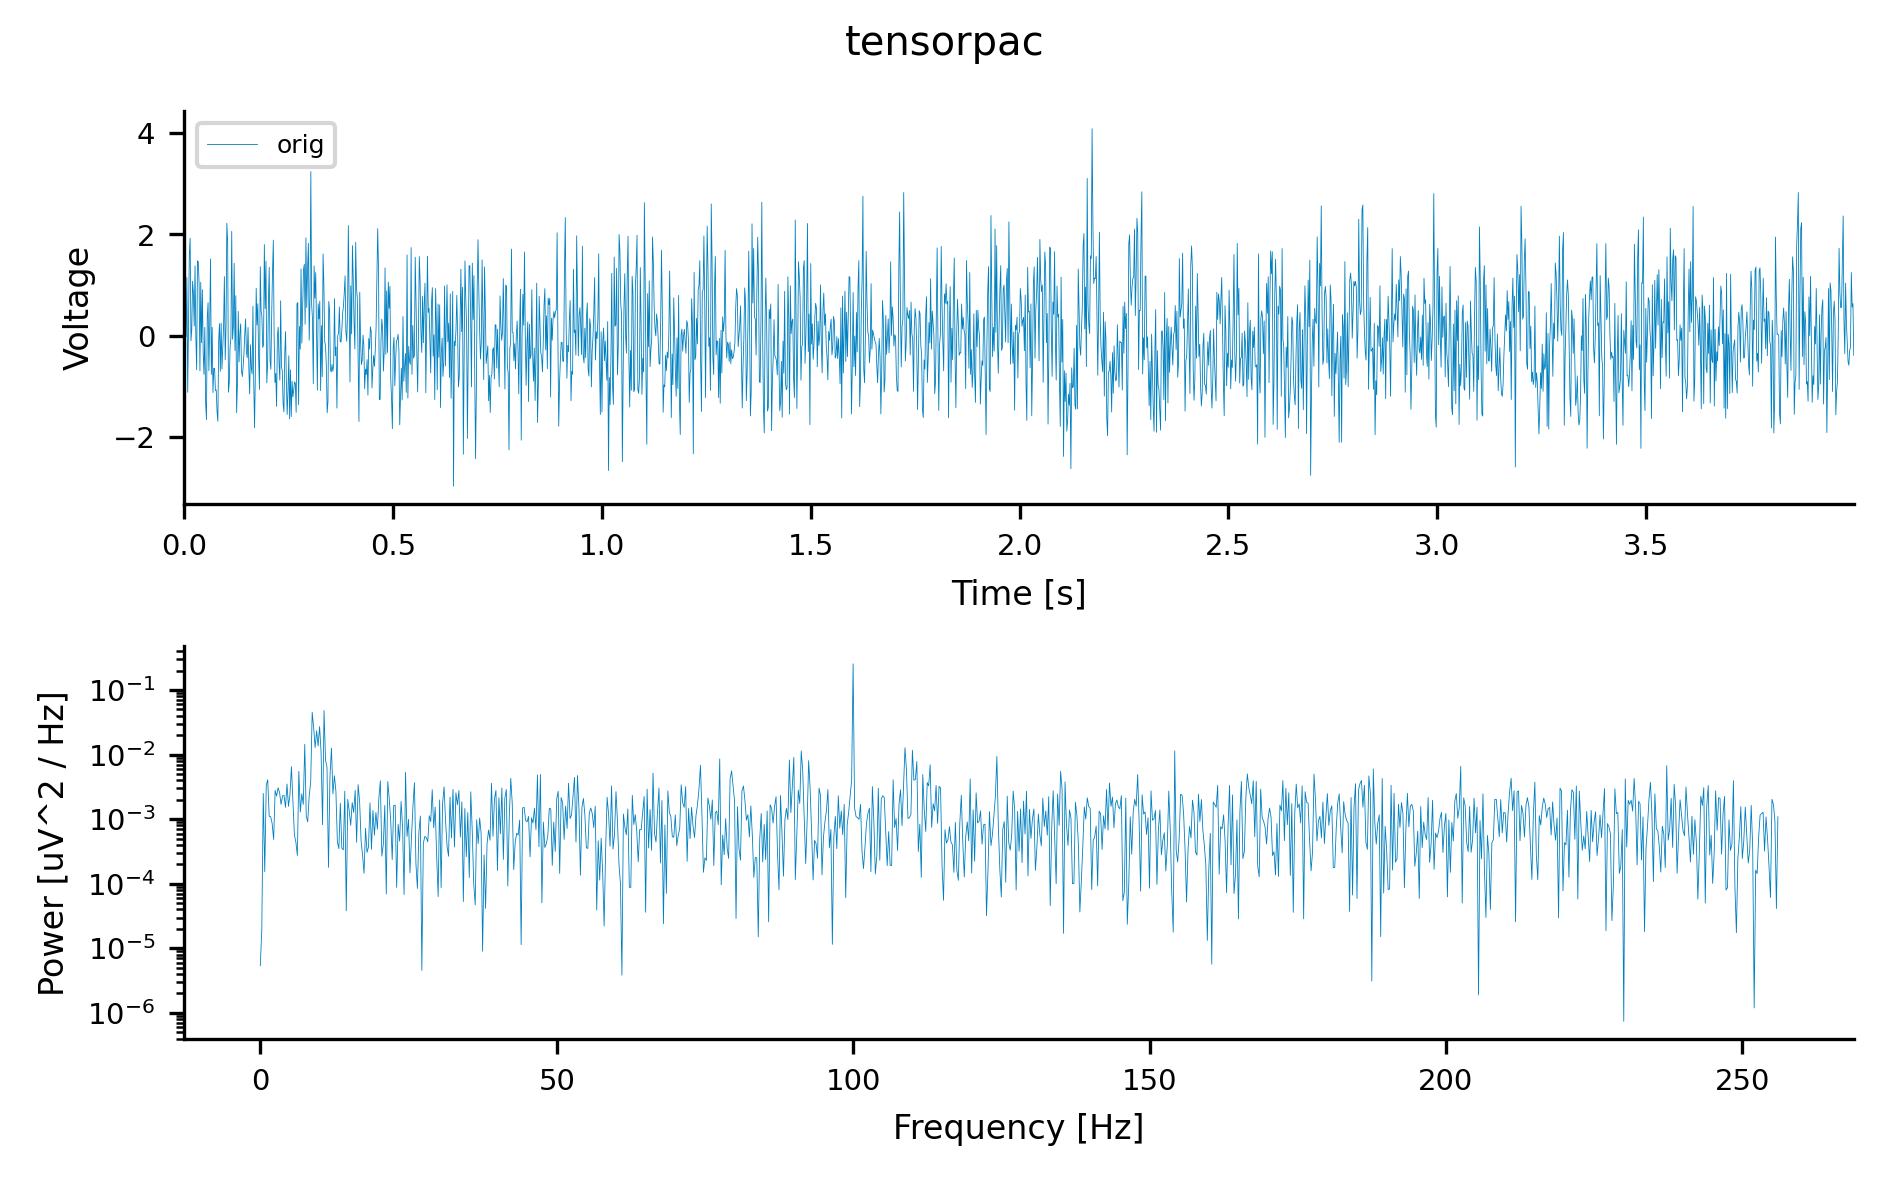 tensorpac
orig
Voltage
4
2
0
−2
0.0 0.5 1.0 1.5 2.0 2.5 3.0 3.5
Time [s]
Power [uV^2 / Hz]
10⁻¹
10⁻²
10⁻³
10⁻⁴
10⁻⁵
10⁻⁶
0 50 100 150 200 250
Frequency [Hz]